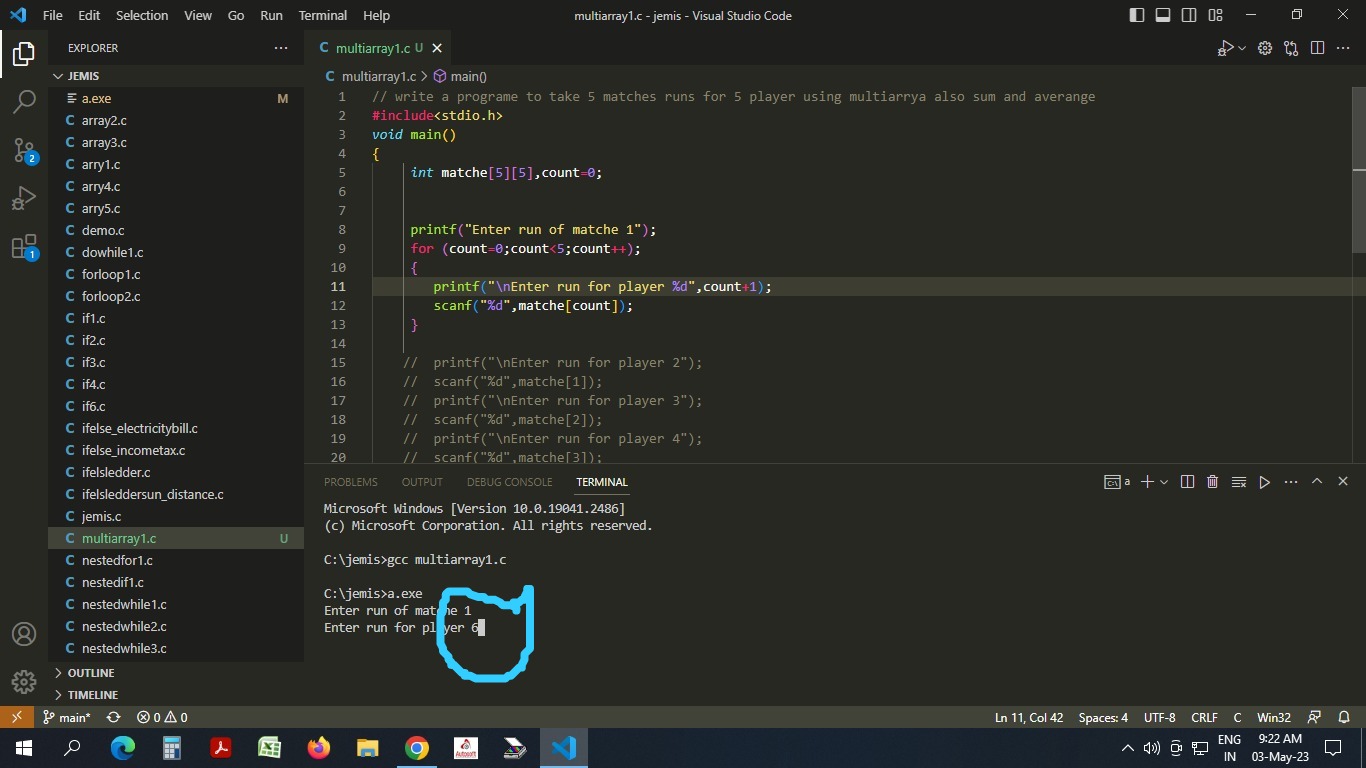 File Edit Selection View Go Run Terminal Help
multiarray1.c - jemis - Visual Studio Code
EXPLORER
JEMIS
a.exe M
array2.c
array3.c
arry1.c
arry4.c
arry5.c
demo.c
dowhile1.c
forloop1.c
forloop2.c
if1.c
if2.c
if3.c
if4.c
if6.c
ifelse_electricitybill.c
ifelse_incometax.c
ifelsledder.c
ifelsleddersun_distance.c
jemis.c
multiarray1.c U
nestedfor1.c
nestedif1.c
nestedwhile1.c
nestedwhile2.c
nestedwhile3.c
OUTLINE
TIMELINE
2
1
C multiarray1.c U
C multiarray1.c > main()
1 // write a programe to take 5 matches runs for 5 player using multiarrya also sum and averange
2 #include<stdio.h>
3 void main()
4 {
5 int matche[5][5],count=0;
6
7
8 printf("Enter run of matche 1");
9 for (count=0;count<5;count++);
10 {
11 printf("\nEnter run for player %d",count+1);
12 scanf("%d",matche[count]);
13 }
14
15 // printf("\nEnter run for player 2");
16 // scanf("%d",matche[1]);
17 // printf("\nEnter run for player 3");
18 // scanf("%d",matche[2]);
19 // printf("\nEnter run for player 4");
20 // scanf("%d",matche[3]);
PROBLEMS OUTPUT DEBUG CONSOLE TERMINAL
a
Microsoft Windows [Version 10.0.19041.2486]
(c) Microsoft Corporation. All rights reserved.
C:\jemis>gcc multiarray1.c
C:\jemis>a.exe
Enter run of matche 1
Enter run for player 6
main* 0 0
Ln 11, Col 42 Spaces: 4 UTF-8 CRLF C Win32
ENG
IN
9:22 AM
03-May-23